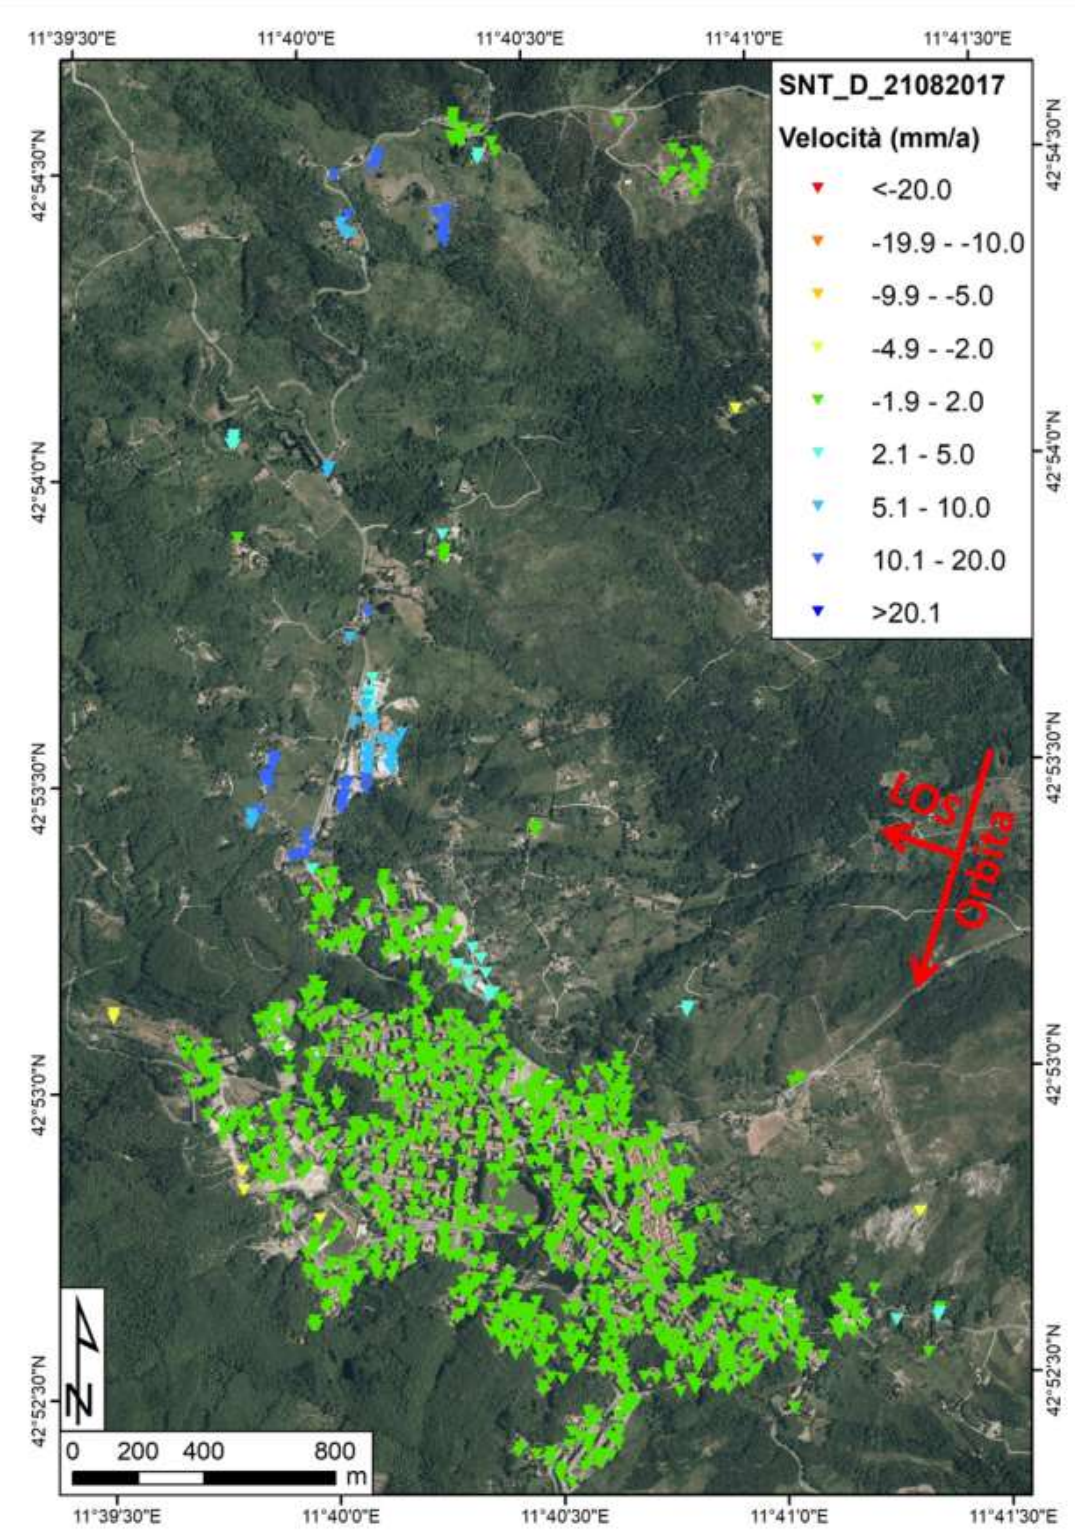 11°39'30"E 11°40'0"E 11°40'30"E 11°41'0"E 11°41'30"E
SNT_D_21082017
Velocità (mm/a)
<-20.0
-19.9 - -10.0
-9.9 - -5.0
-4.9 - -2.0
-1.9 - 2.0
2.1 - 5.0
5.1 - 10.0
10.1 - 20.0
>20.1
42°54'30"N
42°54'0"N
42°53'30"N
42°53'0"N
42°52'30"N
42°54'30"N
42°54'0"N
42°53'30"N
42°53'0"N
42°52'30"N
LOS
Orbita
N
0 200 400 800
m
11°39'30"E 11°40'0"E 11°40'30"E 11°41'0"E 11°41'30"E